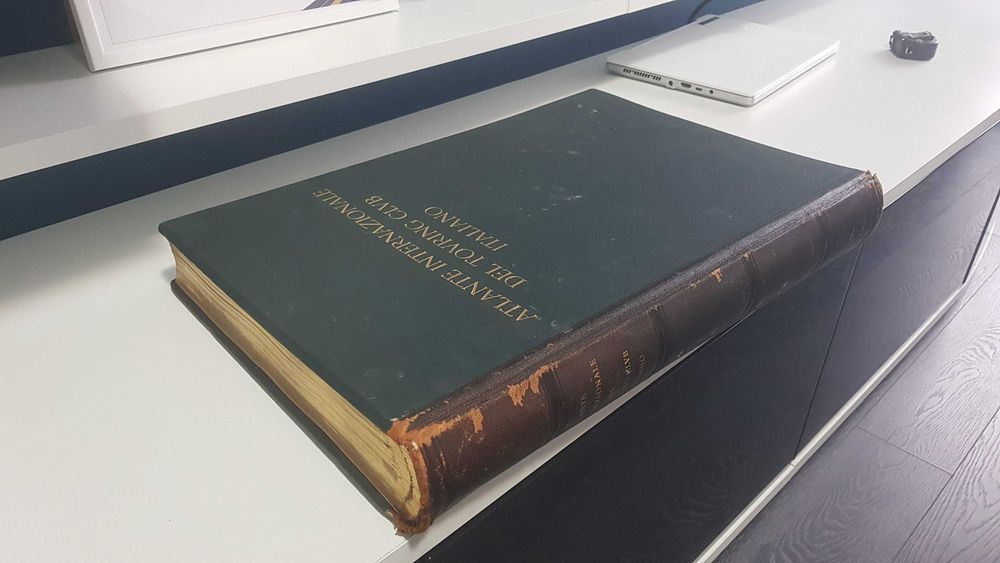 ATLANTE INTERNAZIONALE
DEL TOVRING CLVB
ITALIANO